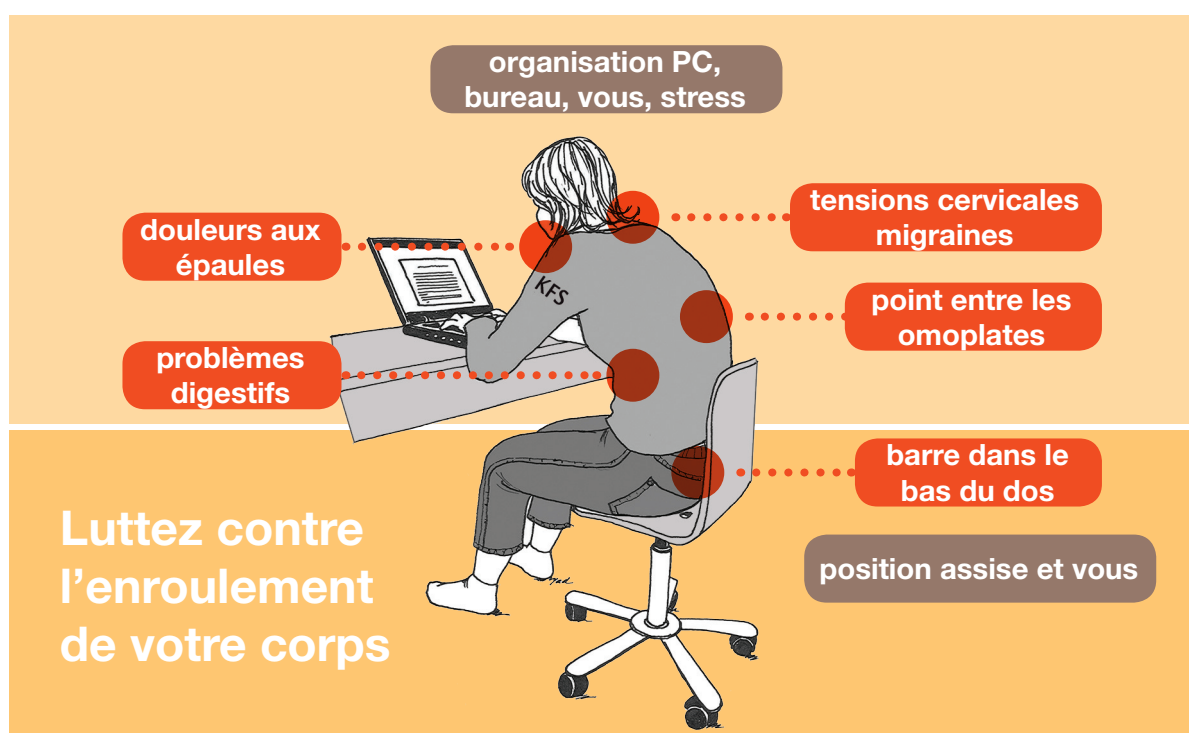 organisation PC,
bureau, vous, stress
tensions cervicales
migraines
douleurs aux
épaules
KFS
point entre les
omoplates
problèmes
digestifs
barre dans le
bas du dos
Luttez contre
l’enroulement
de votre corps
position assise et vous